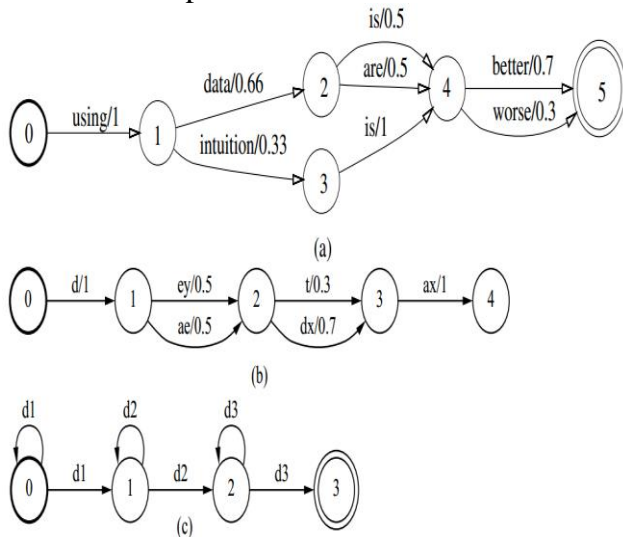 is/0.5
data/0.66
2
are/0.5
4
better/0.7
5
0
using/1
1
worse/0.3
intuition/0.33
is/1
3
(a)
0
d/1
1
ey/0.5
2
t/0.3
3
ax/1
4
ae/0.5
dx/0.7
(b)
d1
d2
d3
0
d1
1
d2
2
d3
3
(c)